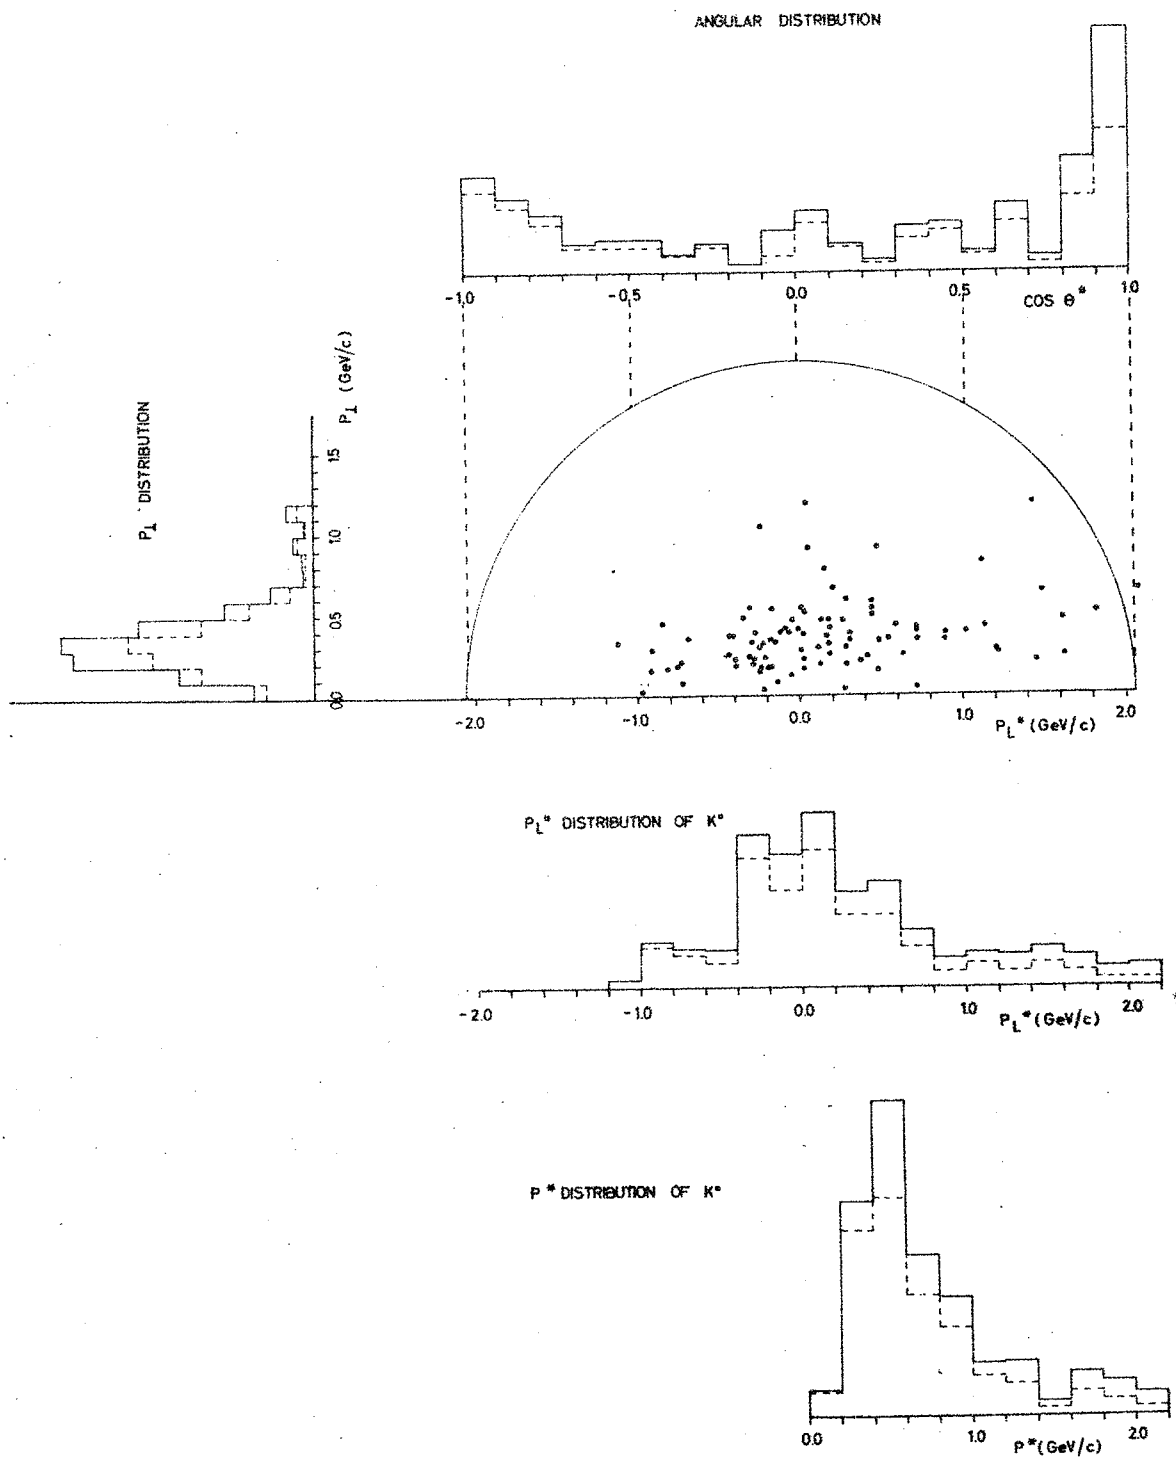 ANGULAR DISTRIBUTION
-1.0 -0.5 0.0 0.5 1.0
COS θ*
P⊥ DISTRIBUTION
P⊥ (GeV/c)
0.0 0.5 1.0 1.5
-2.0 -1.0 0.0 1.0 2.0
P_L* (GeV/c)
P_L* DISTRIBUTION OF K°
-2.0 -1.0 0.0 1.0 2.0
P_L* (GeV/c)
P* DISTRIBUTION OF K°
0.0 1.0 2.0
P* (GeV/c)